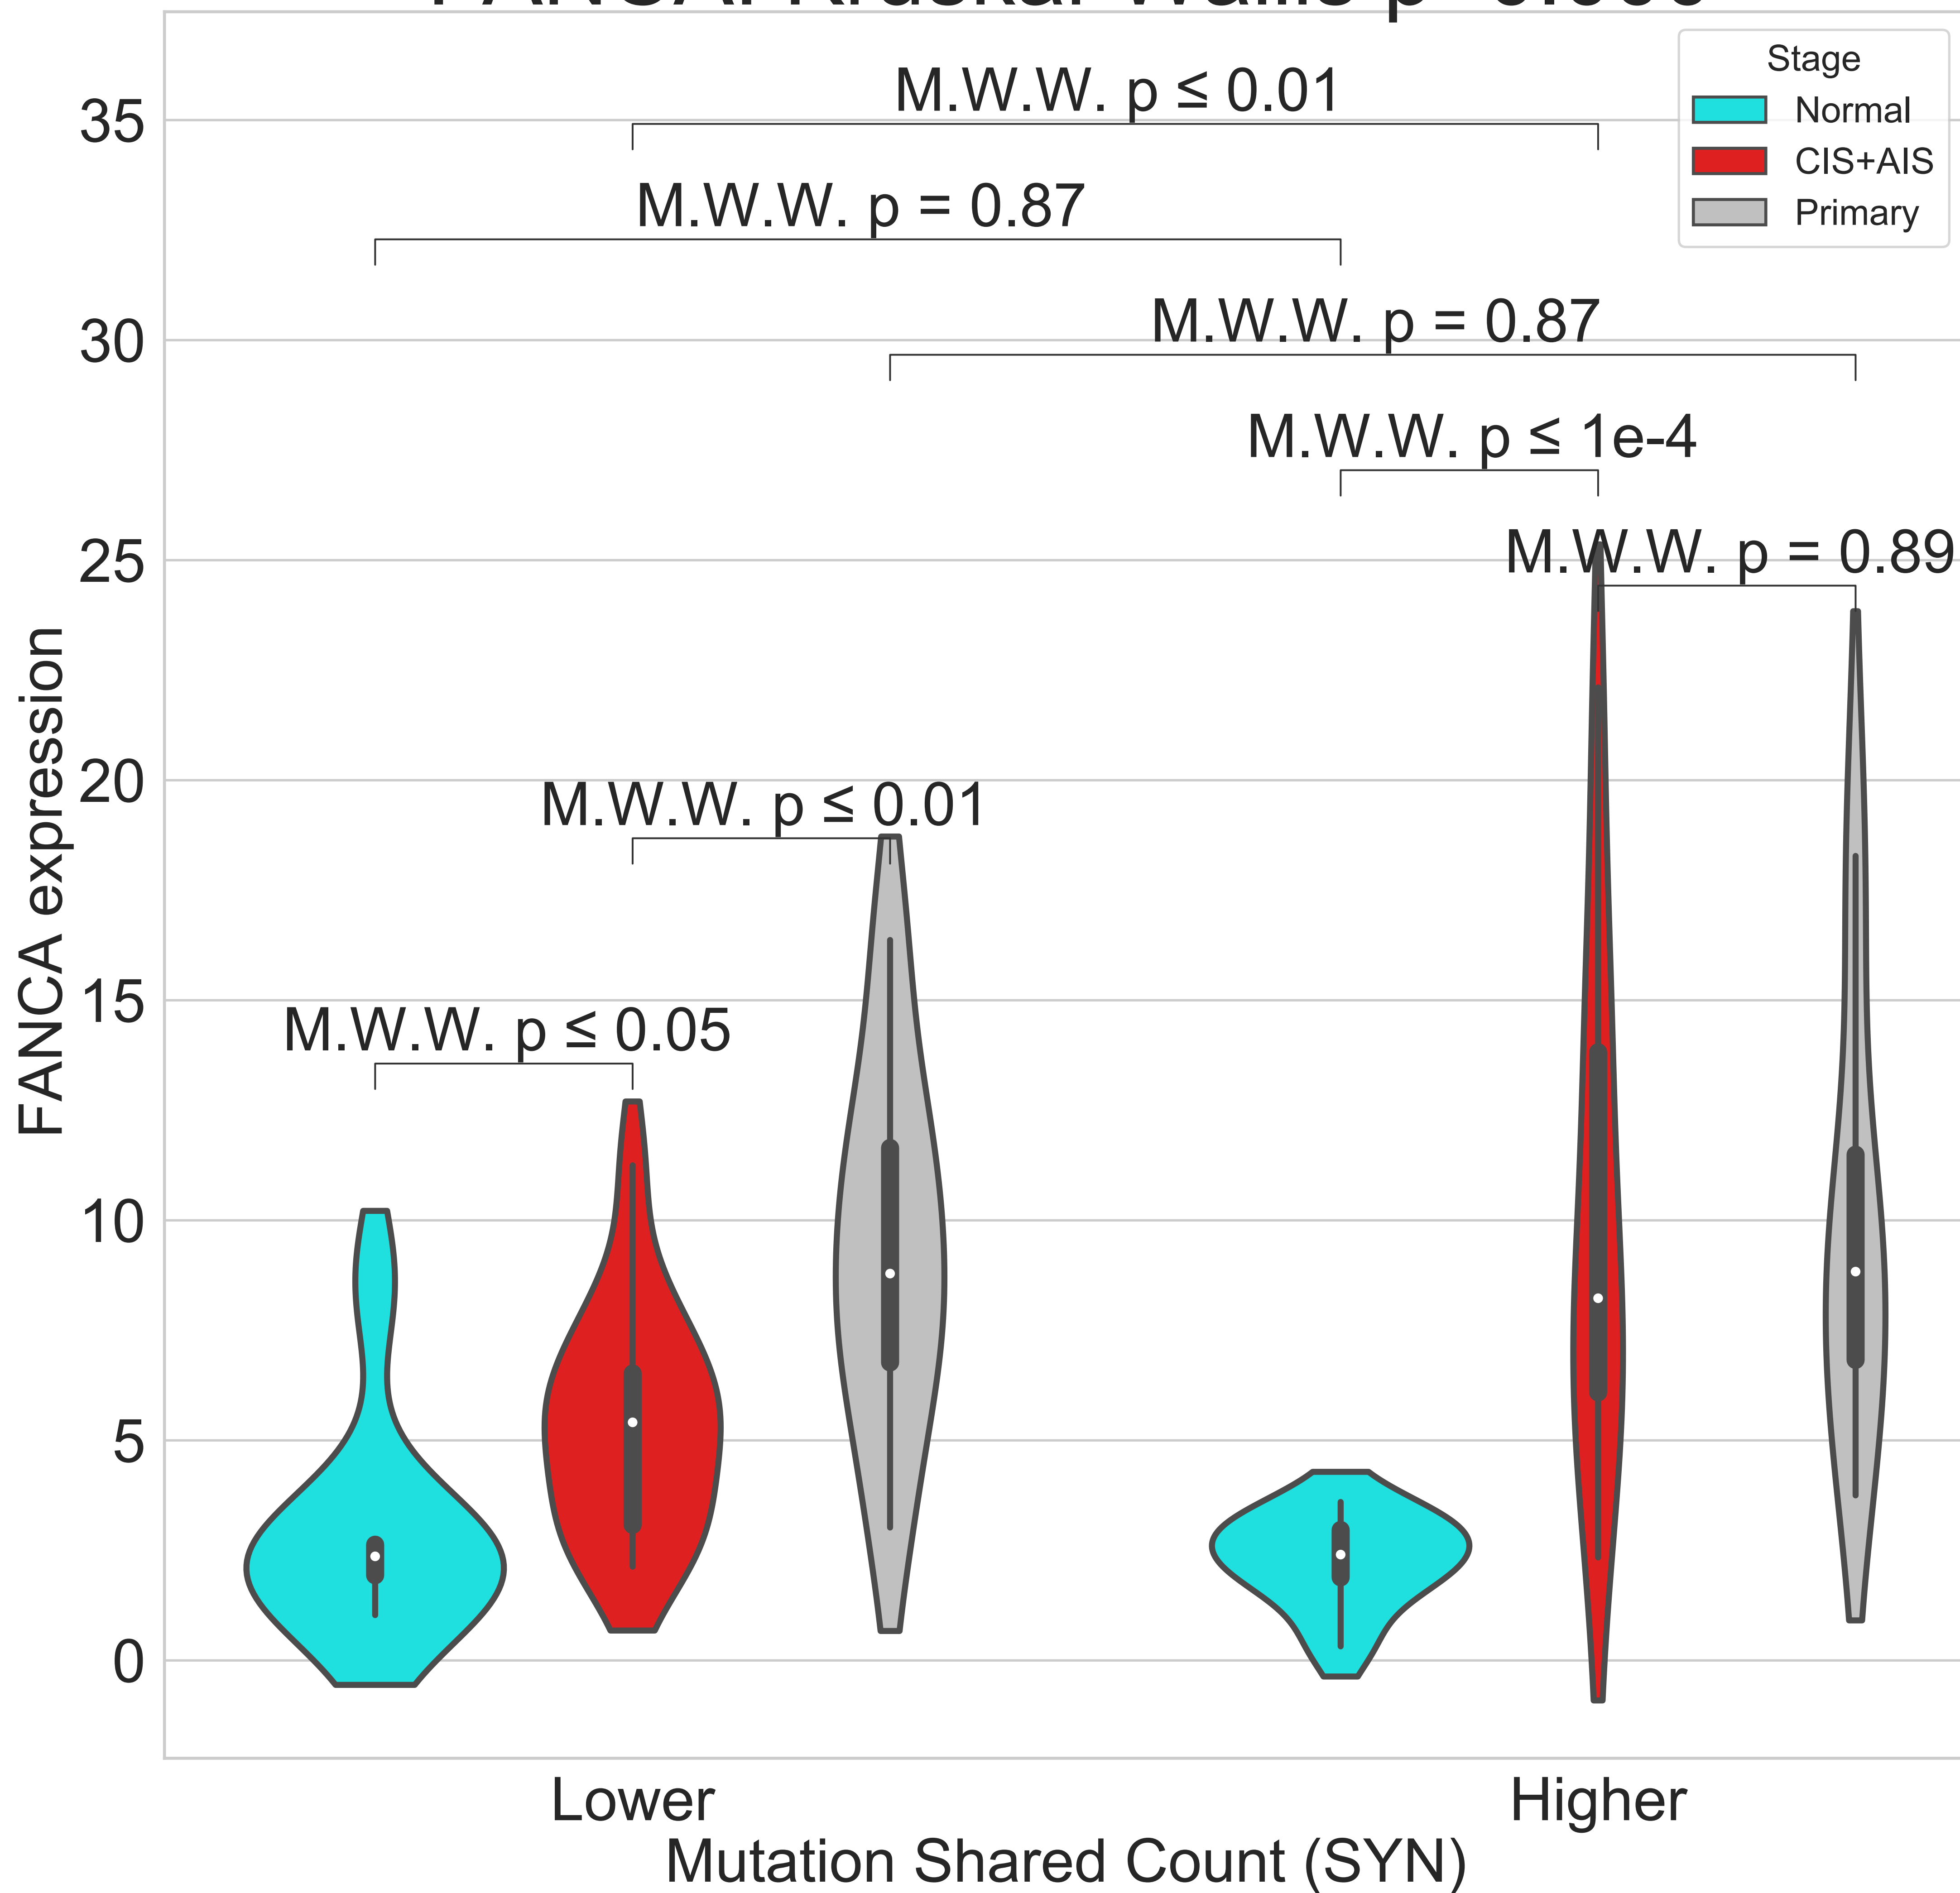 Stage
Normal
CIS+AIS
Primary
M.W.W. p ≤ 0.01
M.W.W. p = 0.87
M.W.W. p = 0.87
M.W.W. p ≤ 1e-4
M.W.W. p = 0.89
M.W.W. p ≤ 0.01
M.W.W. p ≤ 0.05
35
30
25
20
15
10
5
0
FANCA expression
Lower
Higher
Mutation Shared Count (SYN)